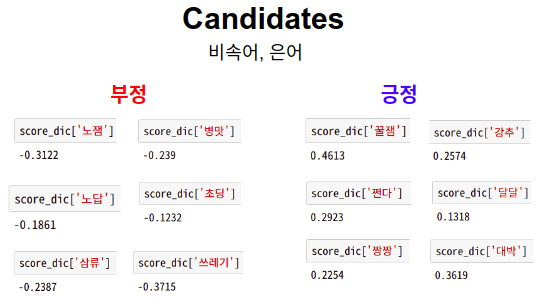 Candidates
비속어, 은어
부정
긍정
score_dic['노잼']
-0.3122
score_dic['병맛']
-0.239
score_dic['꿀잼']
0.4613
score_dic['강추']
0.2574
score_dic['노답']
-0.1861
score_dic['초딩']
-0.1232
score_dic['쩐다']
0.2923
score_dic['달달']
0.1318
score_dic['삼류']
-0.2387
score_dic['쓰레기']
-0.3715
score_dic['짱짱']
0.2254
score_dic['대박']
0.3619